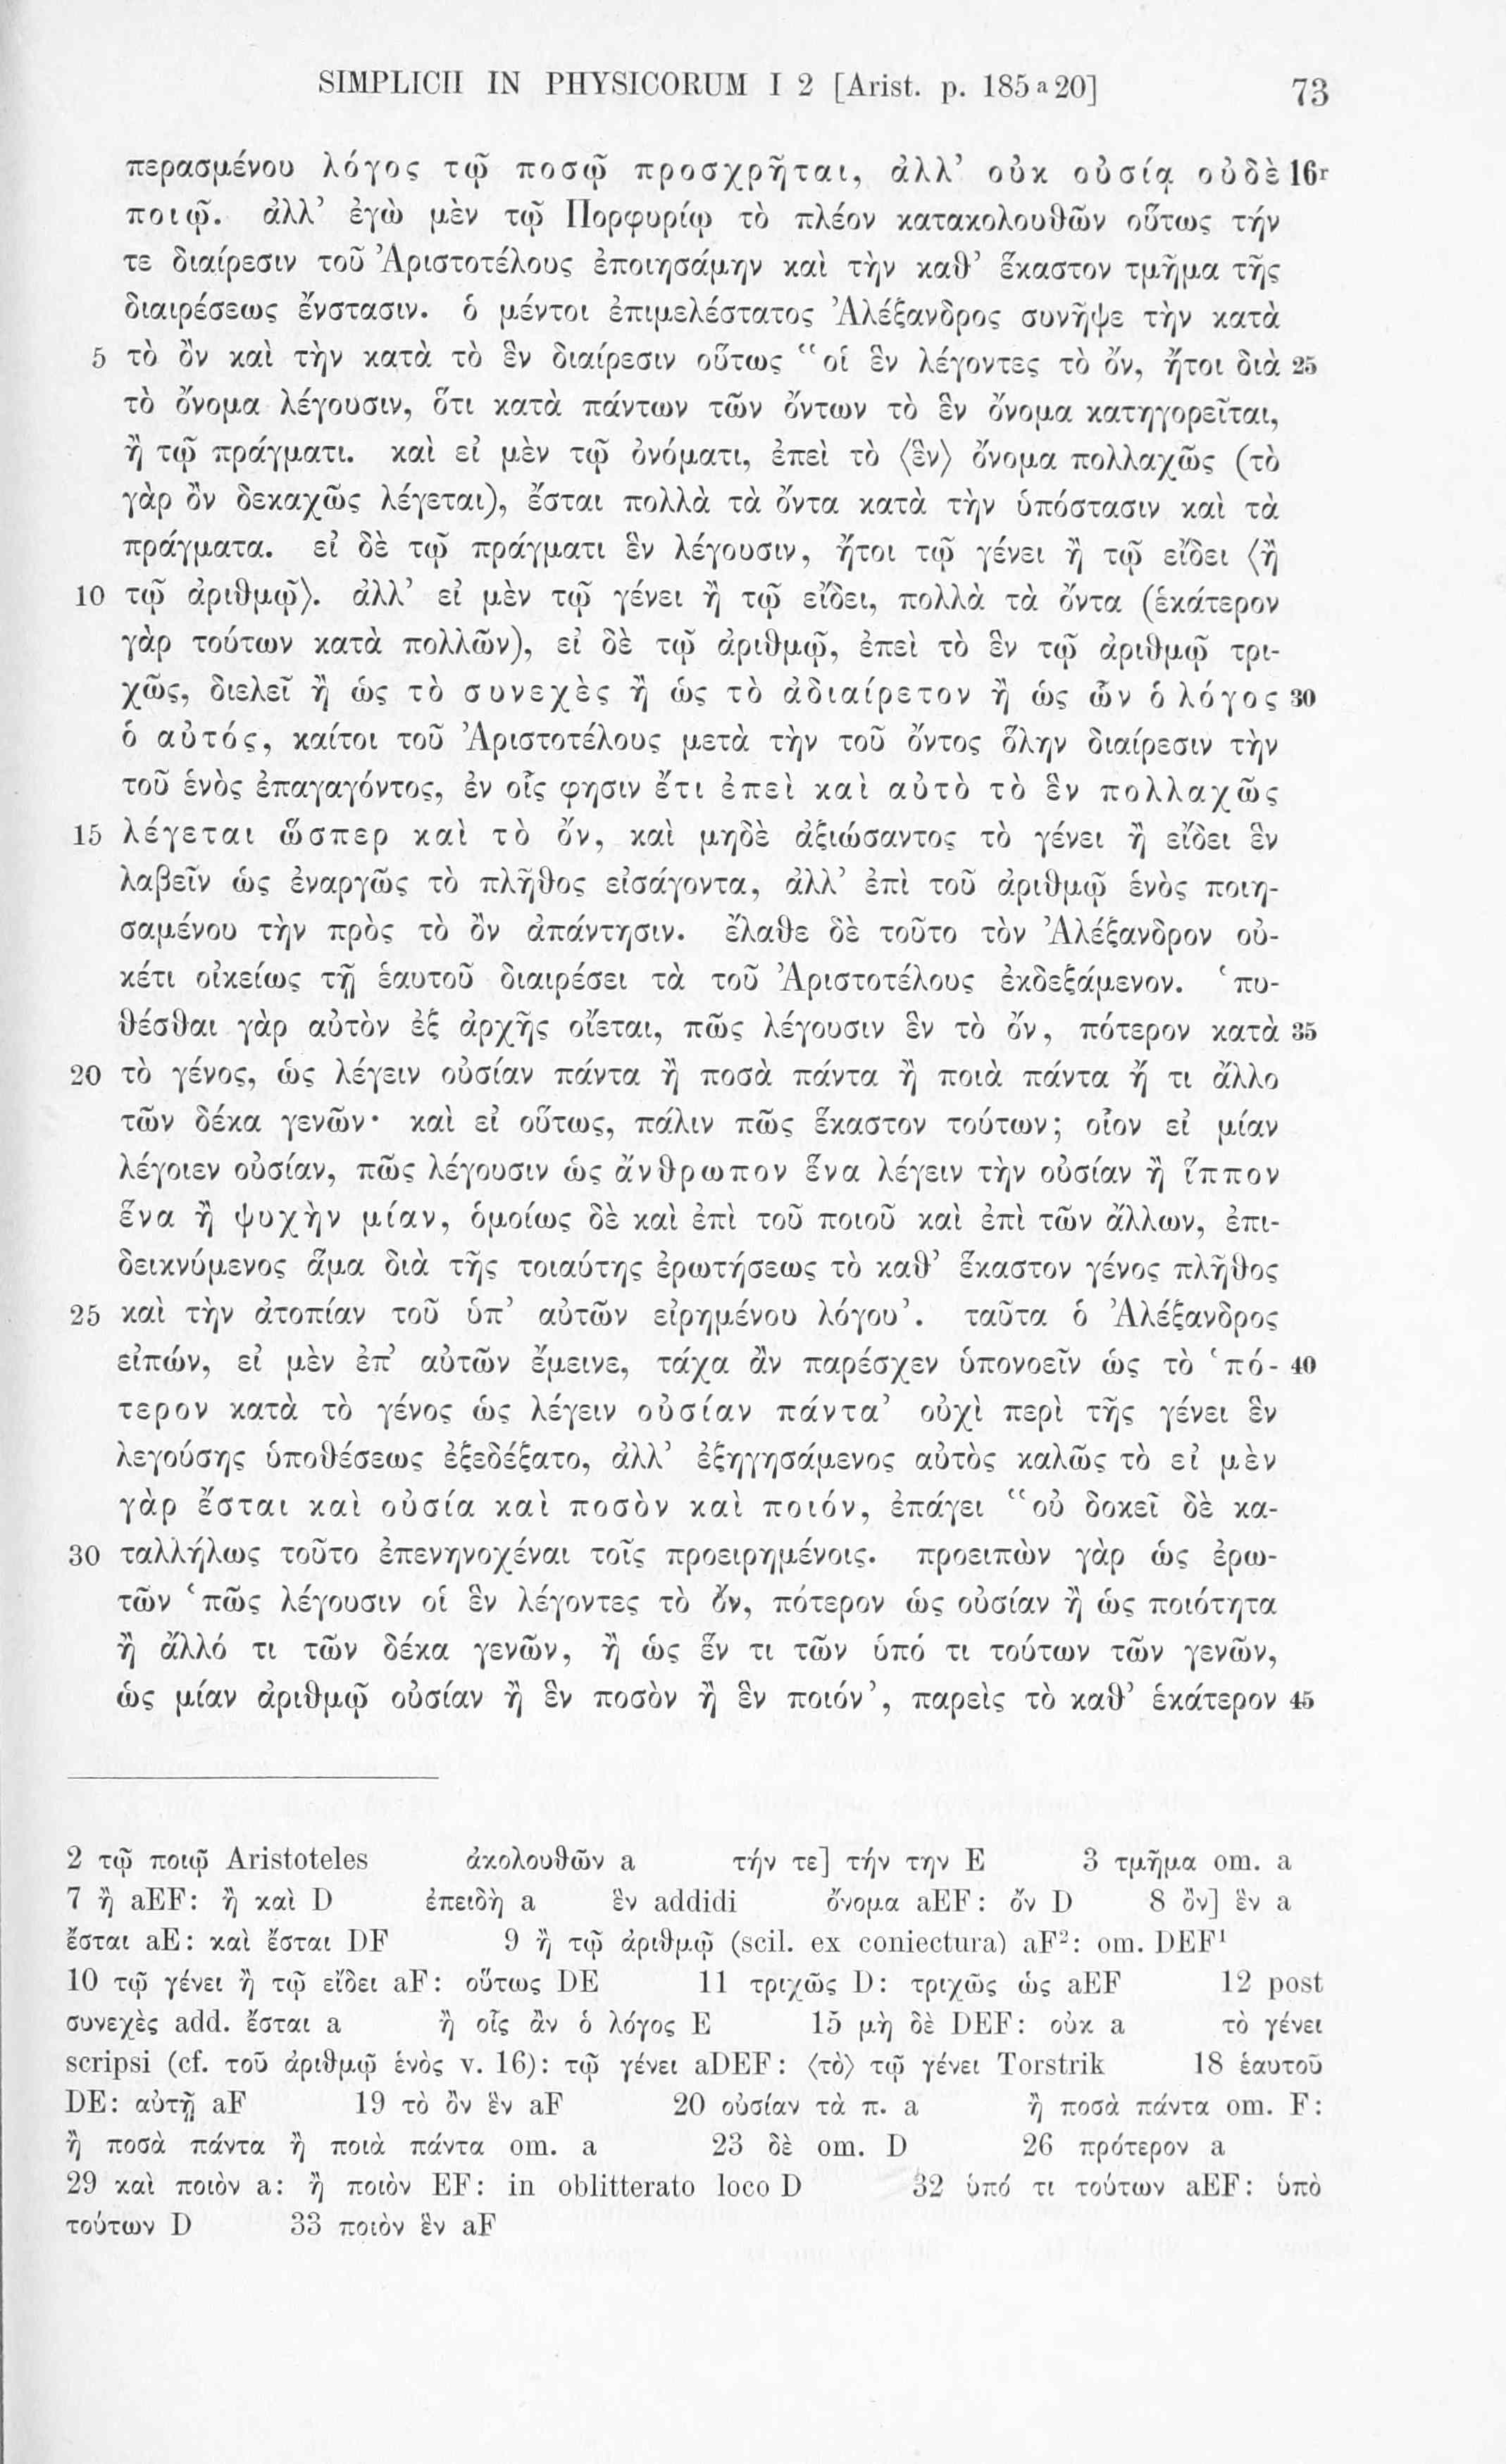 SIMPLICII IN PHYSICORUM I 2 [Arist. p. 185 a 20] 73
περασμένου λόγος τῷ ποσῷ προσχρῆται, ἀλλ’ οὐκ οὐσίᾳ οὐδὲ 16r
ποιῷ. ἀλλ’ ἐγὼ μὲν τῷ Πορφυρίῳ τὸ πλέον κατακολουθῶν οὕτως τήν
τε διαίρεσιν τοῦ Ἀριστοτέλους ἐποιησάμην καὶ τὴν καθ’ ἕκαστον τμῆμα τῆς
διαιρέσεως ἔνστασιν. ὁ μέντοι ἐπιμελέστατος Ἀλέξανδρος συνῆψε τὴν κατὰ
5 τὸ ὂν καὶ τὴν κατὰ τὸ ἓν διαίρεσιν οὕτως “οἱ ἓν λέγοντες τὸ ὄν, ἤτοι διὰ 25
τὸ ὄνομα λέγουσιν, ὅτι κατὰ πάντων τῶν ὄντων τὸ ἓν ὄνομα κατηγορεῖται,
ἢ τῷ πράγματι. καὶ εἰ μὲν τῷ ὀνόματι, ἐπεὶ τὸ ⟨ἓν⟩ ὄνομα πολλαχῶς (τὸ
γὰρ ὂν δεκαχῶς λέγεται), ἔσται πολλὰ τὰ ὄντα κατὰ τὴν ὑπόστασιν καὶ τὰ
πράγματα. εἰ δὲ τῷ πράγματι ἓν λέγουσιν, ἤτοι τῷ γένει ἢ τῷ εἴδει ⟨ἢ
10 τῷ ἀριθμῷ⟩. ἀλλ’ εἰ μὲν τῷ γένει ἢ τῷ εἴδει, πολλὰ τὰ ὄντα (ἑκάτερον
γὰρ τούτων κατὰ πολλῶν), εἰ δὲ τῷ ἀριθμῷ, ἐπεὶ τὸ ἓν τῷ ἀριθμῷ τρι-
χῶς, διελεῖ ἢ ὡς τὸ συνεχὲς ἢ ὡς τὸ ἀδιαίρετον ἢ ὡς ὧν ὁ λόγος 30
ὁ αὐτός, καίτοι τοῦ Ἀριστοτέλους μετὰ τὴν τοῦ ὄντος ὅλην διαίρεσιν τὴν
τοῦ ἑνὸς ἐπαγαγόντος, ἐν οἷς φησιν ἔτι ἐπεὶ καὶ αὐτὸ τὸ ἓν πολλαχῶς
15 λέγεται ὥσπερ καὶ τὸ ὄν, καὶ μηδὲ ἀξιώσαντος τὸ γένει ἢ εἴδει ἓν
λαβεῖν ὡς ἐναργῶς τὸ πλῆθος εἰσάγοντα, ἀλλ’ ἐπὶ τοῦ ἀριθμῷ ἑνὸς ποιη-
σαμένου τὴν πρὸς τὸ ὂν ἀπάντησιν. ἔλαθε δὲ τοῦτο τὸν Ἀλέξανδρον οὐ-
κέτι οἰκείως τῇ ἑαυτοῦ διαιρέσει τὰ τοῦ Ἀριστοτέλους ἐκδεξάμενον. ‘πυ-
θέσθαι γὰρ αὐτὸν ἐξ ἀρχῆς οἴεται, πῶς λέγουσιν ἓν τὸ ὄν, πότερον κατὰ 35
20 τὸ γένος, ὡς λέγειν οὐσίαν πάντα ἢ ποσὰ πάντα ἢ ποιὰ πάντα ἤ τι ἄλλο
τῶν δέκα γενῶν· καὶ εἰ οὕτως, πάλιν πῶς ἕκαστον τούτων; οἷον εἰ μίαν
λέγοιεν οὐσίαν, πῶς λέγουσιν ὡς ἄνθρωπον ἕνα λέγειν τὴν οὐσίαν ἢ ἵππον
ἕνα ἢ ψυχὴν μίαν, ὁμοίως δὲ καὶ ἐπὶ τοῦ ποιοῦ καὶ ἐπὶ τῶν ἄλλων, ἐπι-
δεικνύμενος ἅμα διὰ τῆς τοιαύτης ἐρωτήσεως τὸ καθ’ ἕκαστον γένος πλῆθος
25 καὶ τὴν ἀτοπίαν τοῦ ὑπ’ αὐτῶν εἰρημένου λόγου’. ταῦτα ὁ Ἀλέξανδρος
εἰπών, εἰ μὲν ἐπ’ αὐτῶν ἔμεινε, τάχα ἂν παρέσχεν ὑπονοεῖν ὡς τὸ ‘πό- 40
τερον κατὰ τὸ γένος ὡς λέγειν οὐσίαν πάντα’ οὐχὶ περὶ τῆς γένει ἓν
λεγούσης ὑποθέσεως ἐξεδέξατο, ἀλλ’ ἐξηγησάμενος αὐτὸς καλῶς τὸ εἰ μὲν
γὰρ ἔσται καὶ οὐσία καὶ ποσὸν καὶ ποιόν, ἐπάγει “οὐ δοκεῖ δὲ κα-
30 ταλλήλως τοῦτο ἐπενηνοχέναι τοῖς προειρημένοις. προειπὼν γὰρ ὡς ἐρω-
τῶν ‘πῶς λέγουσιν οἱ ἓν λέγοντες τὸ ὄν, πότερον ὡς οὐσίαν ἢ ὡς ποιότητα
ἢ ἄλλό τι τῶν δέκα γενῶν, ἢ ὡς ἕν τι τῶν ὑπό τι τούτων τῶν γενῶν,
ὡς μίαν ἀριθμῷ οὐσίαν ἢ ἓν ποσὸν ἢ ἓν ποιόν’, παρεὶς τὸ καθ’ ἑκάτερον 45
2 τῷ ποιῷ Aristoteles ἀκολουθῶν a τήν τε] τήν την E 3 τμῆμα om. a
7 ἢ aEF: ἢ καὶ D ἐπειδὴ a ἓν addidi ὄνομα aEF: ὄν D 8 ὂν] ἓν a
ἔσται aE: καὶ ἔσται DF 9 ἢ τῷ ἀριθμῷ (scil. ex coniectura) aF²: om. DEF¹
10 τῷ γένει ἢ τῷ εἴδει aF: οὕτως DE 11 τριχῶς D: τριχῶς ὡς aEF 12 post
συνεχὲς add. ἔσται a ἢ οἷς ἂν ὁ λόγος E 15 μὴ δὲ DEF: οὐκ a τὸ γένει
scripsi (cf. τοῦ ἀριθμῷ ἑνὸς v. 16): τῷ γένει aDEF: ⟨τὸ⟩ τῷ γένει Torstrik 18 ἑαυτοῦ
DE: αὐτῇ aF 19 τὸ ὂν ἓν aF 20 οὐσίαν τὰ π. a ἢ ποσὰ πάντα om. F:
ἢ ποσὰ πάντα ἢ ποιὰ πάντα om. a 23 δὲ om. D 26 πρότερον a
29 καὶ ποιὸν a: ἢ ποιὸν EF: in oblitterato loco D 32 ὑπό τι τούτων aEF: ὑπὸ
τούτων D 33 ποιὸν ἓν aF